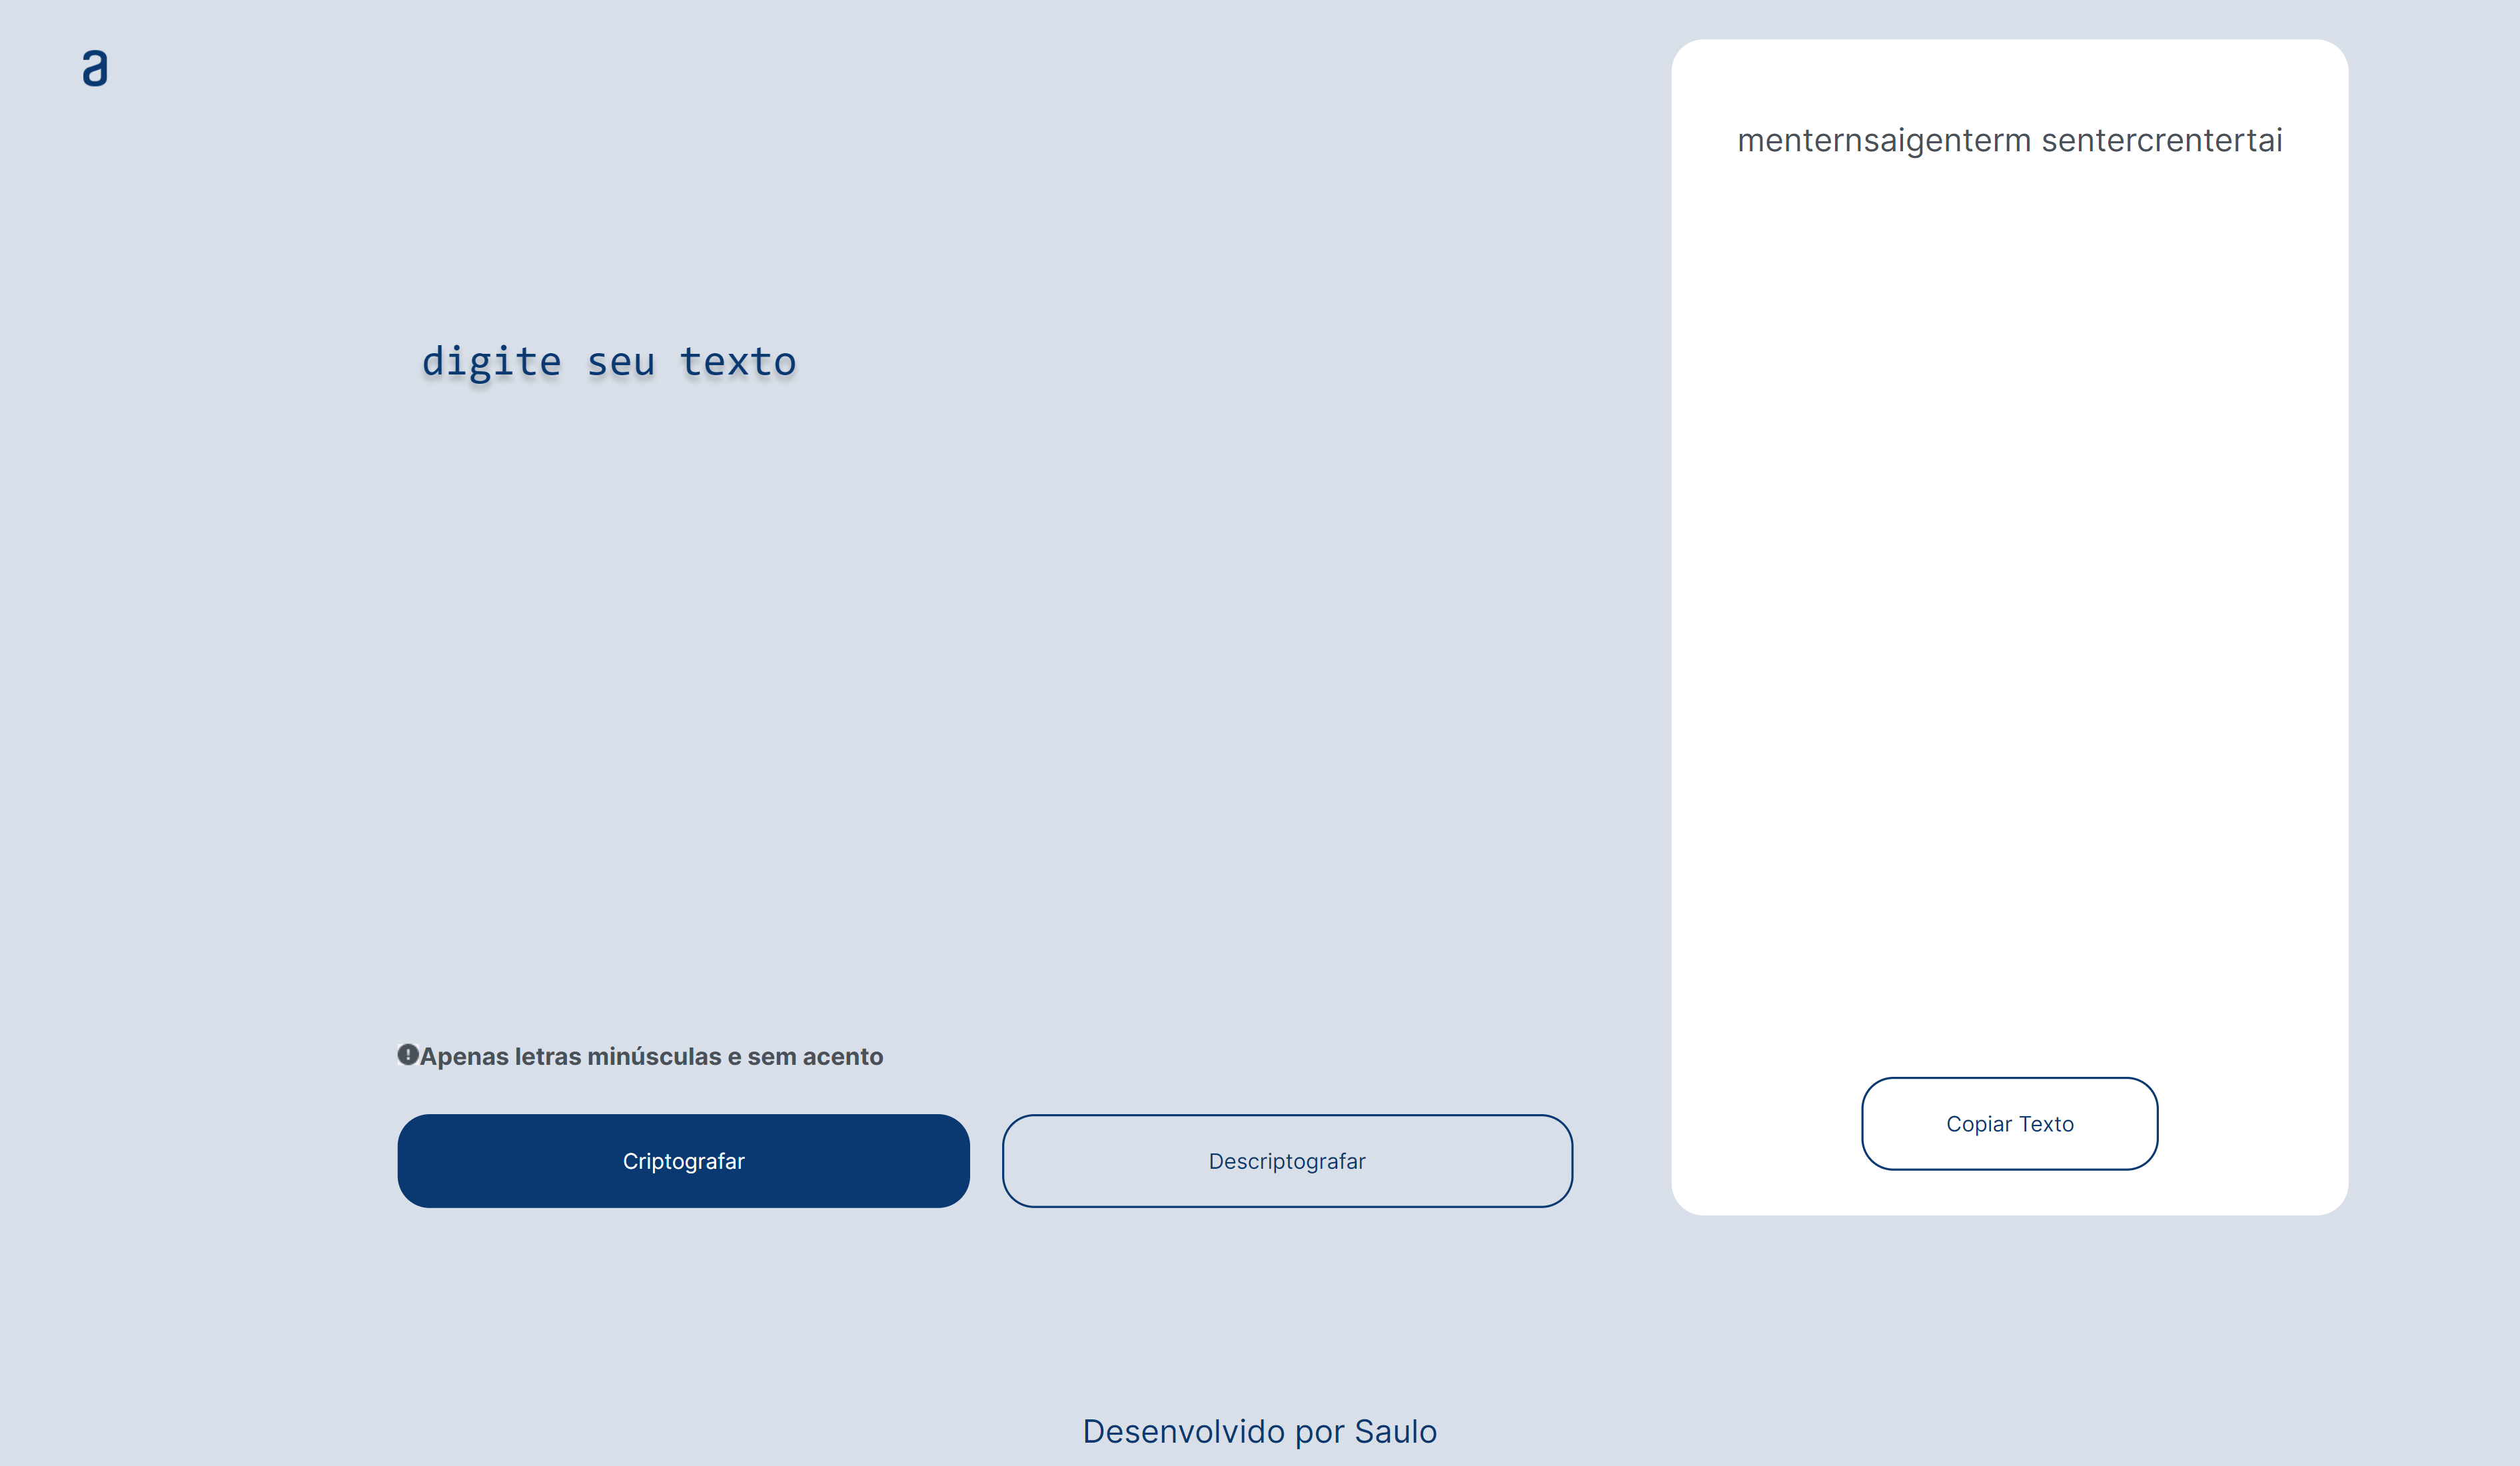 a
digite seu texto
Apenas letras minúsculas e sem acento
Criptografar
Descriptografar
menternsaigenterm sentercrentertai
Copiar Texto
Desenvolvido por Saulo